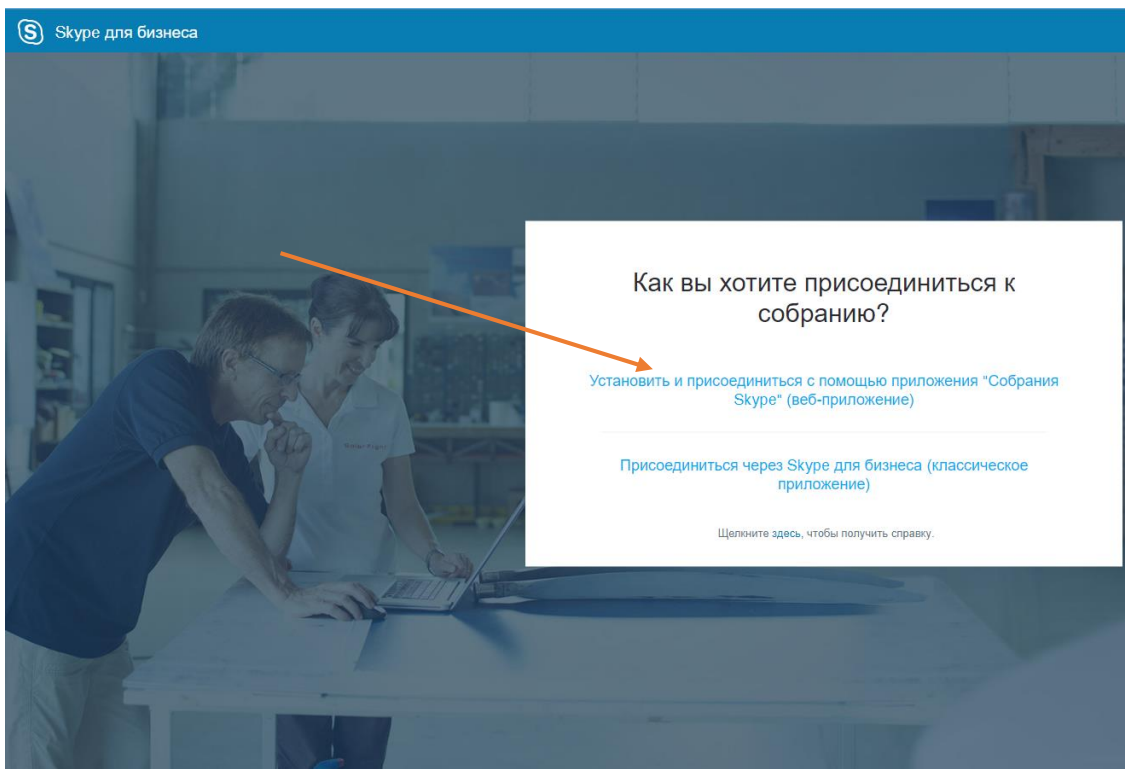 Skype для бизнеса
Как вы хотите присоединиться к
собранию?
Установить и присоединиться с помощью приложения "Собрания
Skype" (веб-приложение)
Присоединиться через Skype для бизнеса (классическое
приложение)
Щелкните здесь, чтобы получить справку.